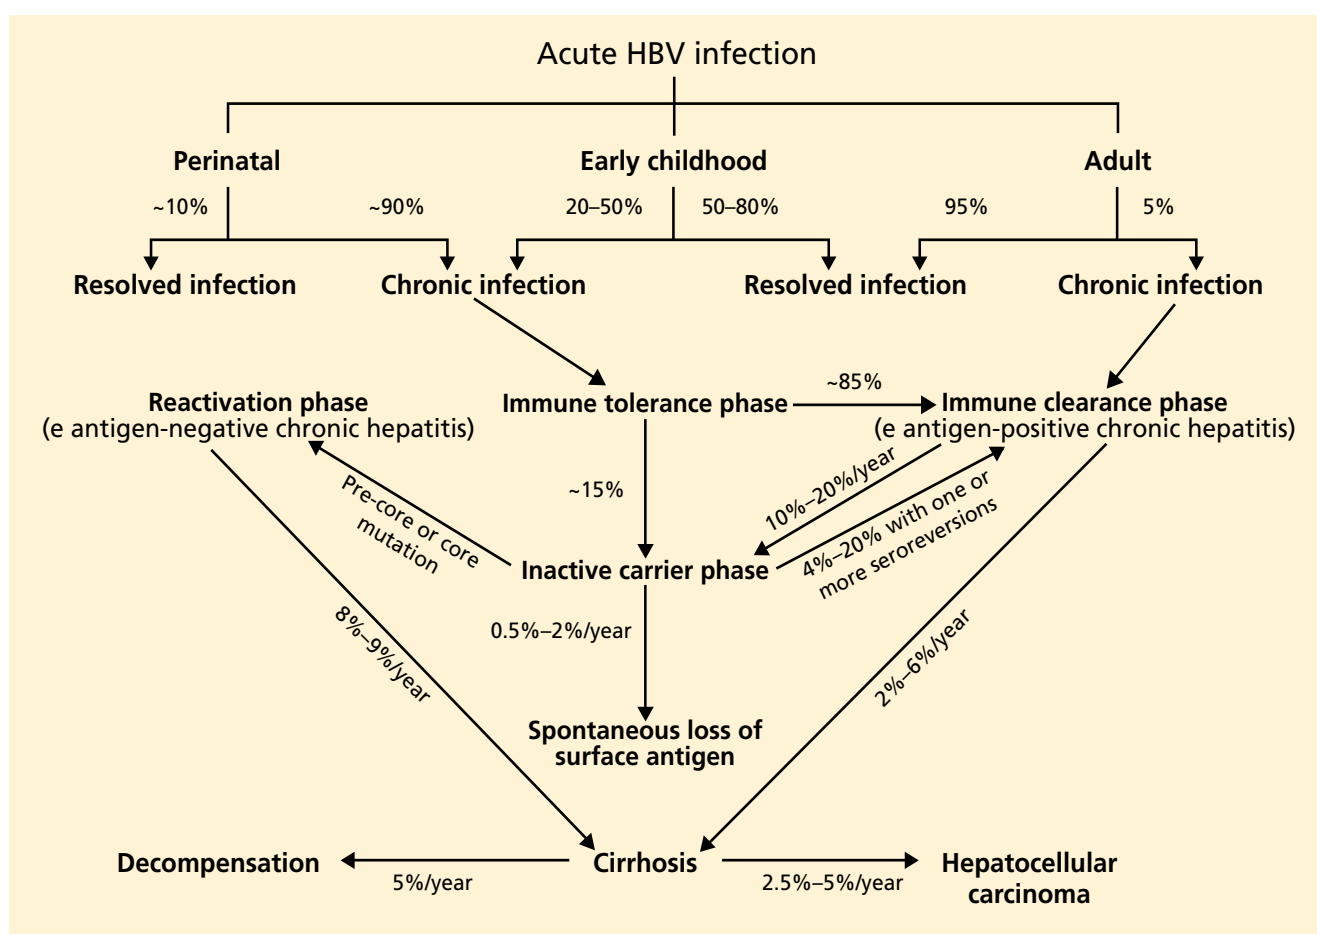 Acute HBV infection
Perinatal
Early childhood
Adult
~10%
~90%
20–50%
50–80%
95%
5%
Resolved infection
Chronic infection
Resolved infection
Chronic infection
~85%
Reactivation phase
(e antigen-negative chronic hepatitis)
Immune tolerance phase
Immune clearance phase
(e antigen-positive chronic hepatitis)
Pre-core or core
mutation
~15%
10%–20%/year
4%–20% with one or
more seroreversions
Inactive carrier phase
8%–9%/year
0.5%–2%/year
2%–6%/year
Spontaneous loss of
surface antigen
Decompensation
5%/year
Cirrhosis
2.5%–5%/year
Hepatocellular
carcinoma